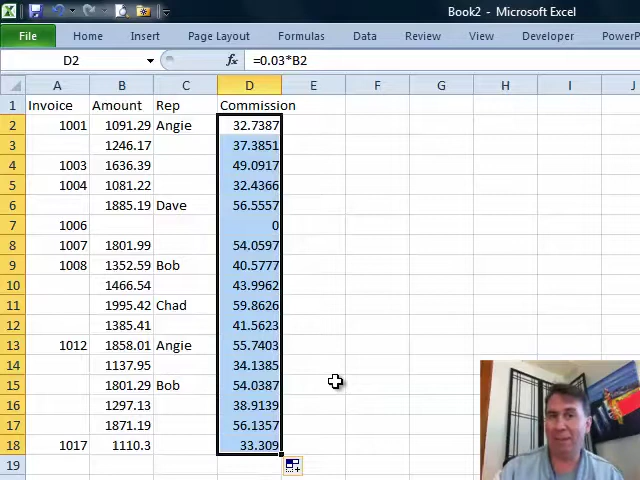 Book2 - Microsoft Excel
File Home Insert Page Layout Formulas Data Review View Developer PowerP
D2 fx =0.03*B2
A B C D E F G H I J
1 Invoice Amount Rep Commission
2 1001 1091.29 Angie 32.7387
3 1246.17 37.3851
4 1003 1636.39 49.0917
5 1004 1081.22 32.4366
6 1885.19 Dave 56.5557
7 1006 0
8 1007 1801.99 54.0597
9 1008 1352.59 Bob 40.5777
10 1466.54 43.9962
11 1995.42 Chad 59.8626
12 1385.41 41.5623
13 1012 1858.01 Angie 55.7403
14 1137.95 34.1385
15 1801.29 Bob 54.0387
16 1297.13 38.9139
17 1871.19 56.1357
18 1017 1110.3 33.309
19